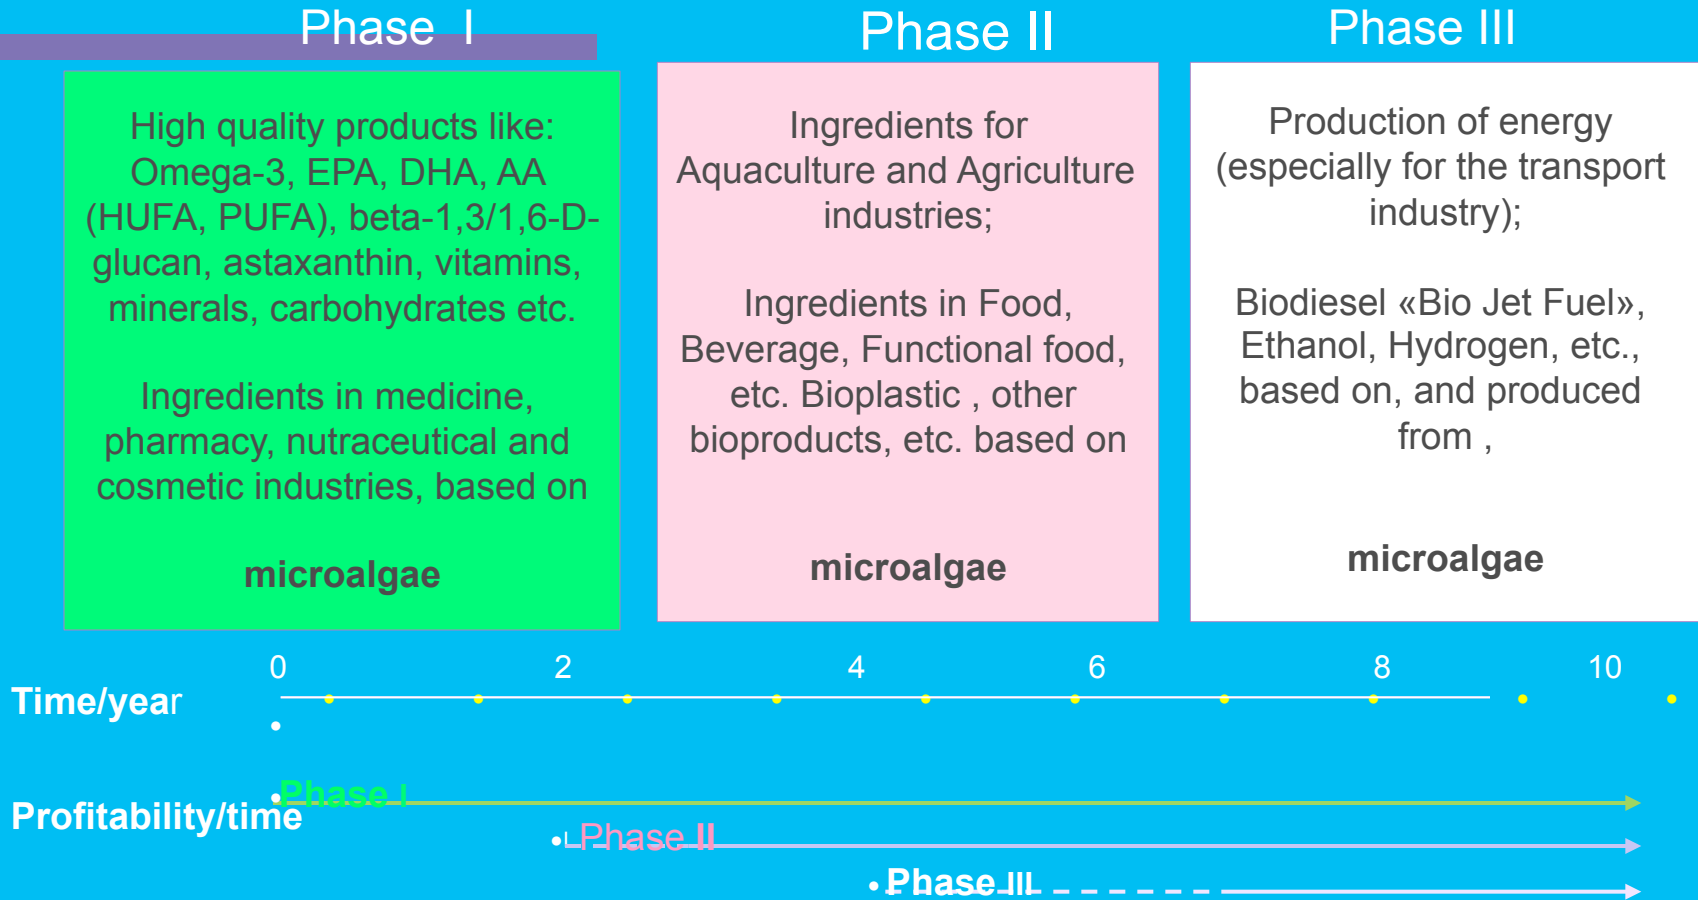 Phase I
High quality products like:
Omega-3, EPA, DHA, AA
(HUFA, PUFA), beta-1,3/1,6-D-
glucan, astaxanthin, vitamins,
minerals, carbohydrates etc.
Ingredients in medicine,
pharmacy, nutraceutical and
cosmetic industries, based on
microalgae
Phase II
Ingredients for
Aquaculture and Agriculture
industries;
Ingredients in Food,
Beverage, Functional food,
etc. Bioplastic , other
bioproducts, etc. based on
microalgae
Phase III
Production of energy
(especially for the transport
industry);
Biodiesel «Bio Jet Fuel»,
Ethanol, Hydrogen, etc.,
based on, and produced
from ,
microalgae
0 2 4 6 8 10
Time/year
Phase I
Profitability/time
Phase II
Phase III